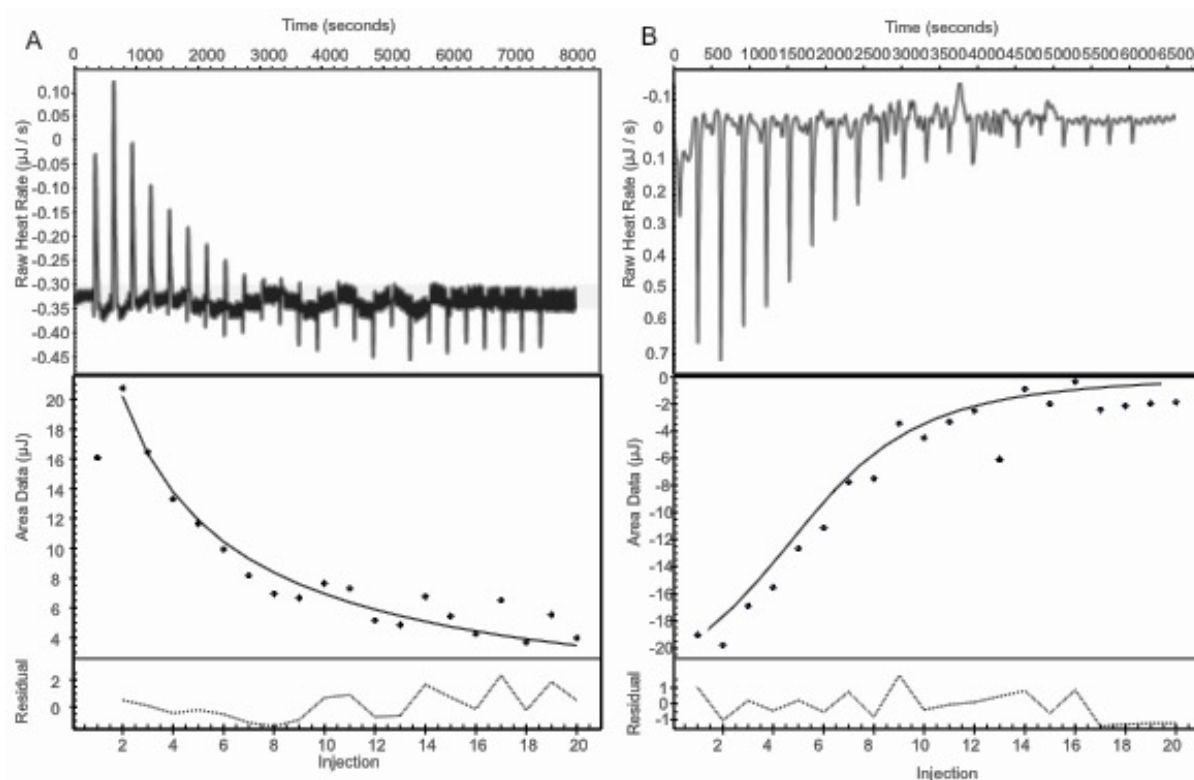 A
Time (seconds)
0 1000 2000 3000 4000 5000 6000 7000 8000
Raw Heat Rate (µJ / s)
0.10
0.05
0
-0.05
-0.10
-0.15
-0.20
-0.25
-0.30
-0.35
-0.40
-0.45
Area Data (µJ)
20
18
16
14
12
10
8
6
4
Residual
2
0
2 4 6 8 10 12 14 16 18 20
Injection
B
Time (seconds)
0 500 1000 1500 2000 2500 3000 3500 4000 4500 5000 5500 6000 6500
Raw Heat Rate (µJ / s)
-0.1
0
0.1
0.2
0.3
0.4
0.5
0.6
0.7
Area Data (µJ)
0
-2
-4
-6
-8
-10
-12
-14
-16
-18
-20
Residual
1
0
-1
2 4 6 8 10 12 14 16 18 20
Injection